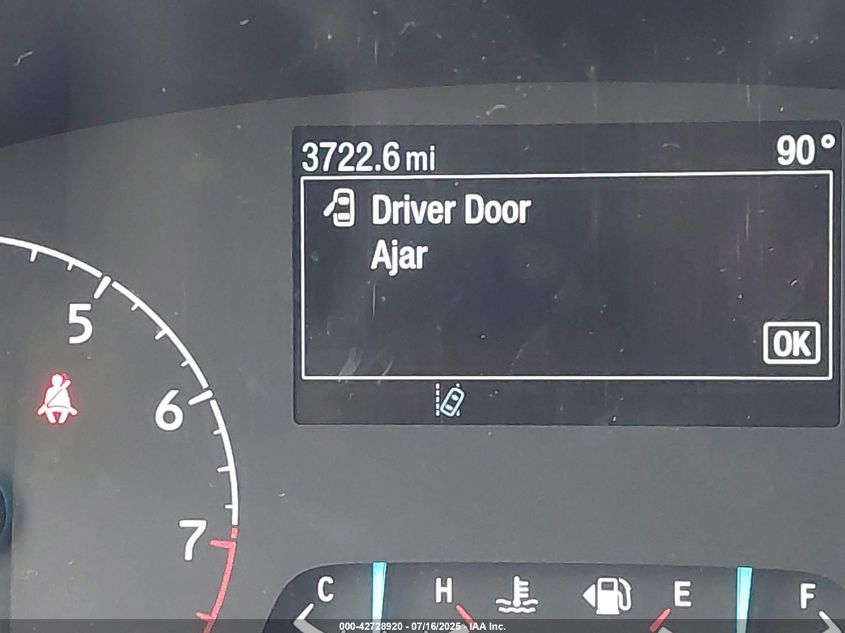 3722.6 mi 90°
Driver Door
Ajar
OK
5
6
7
C H E F
000-42728920 - 07/16/2025 - IAA Inc.